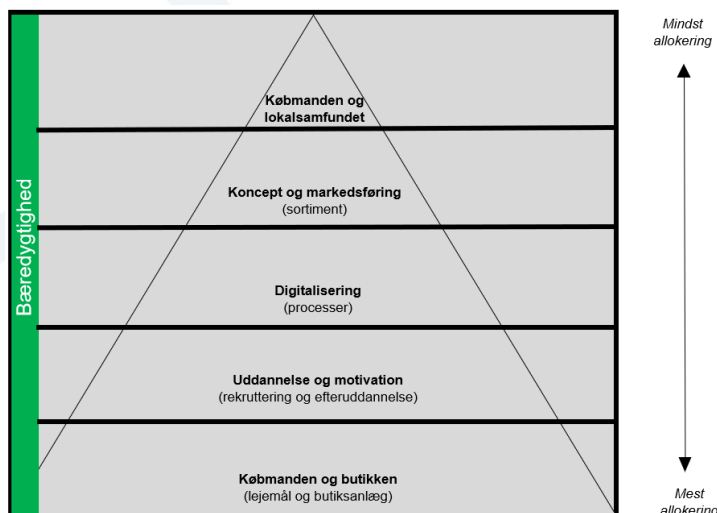 Bæredygtighed
Købmanden og
lokalsamfundet
Koncept og markedsføring
(sortiment)
Digitalisering
(processer)
Uddannelse og motivation
(rekruttering og efteruddannelse)
Købmanden og butikken
(lejemål og butiksanlæg)
Mindst
allokering
Mest
allokering